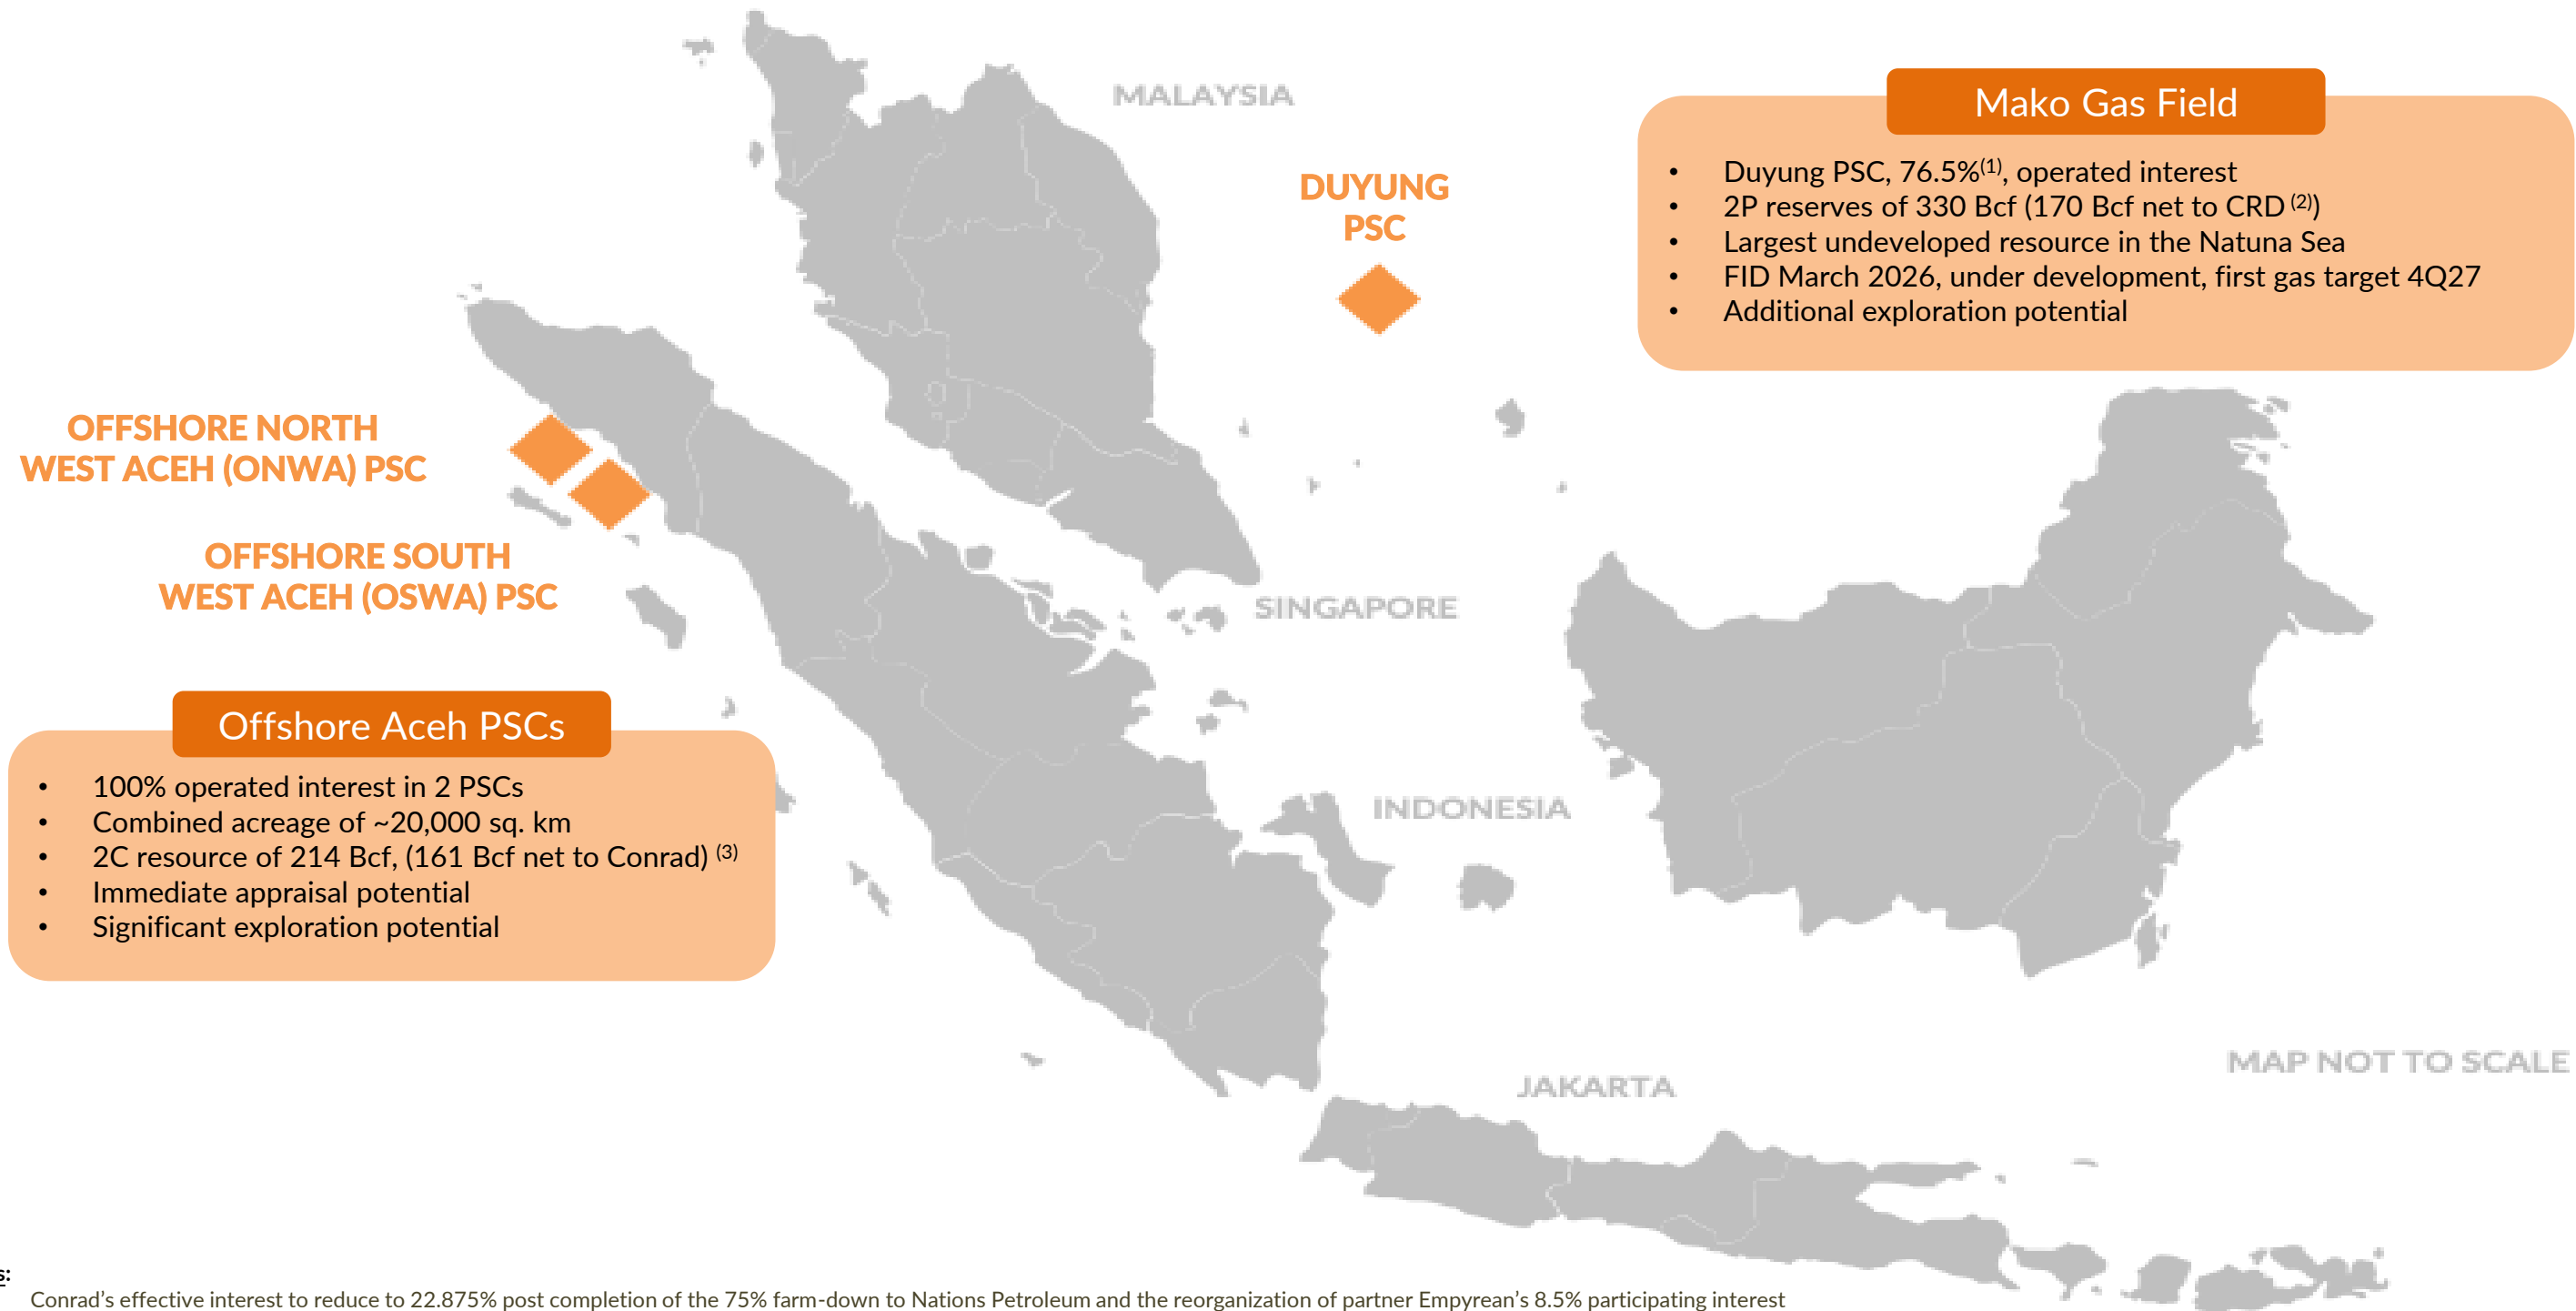 MALAYSIA
Mako Gas Field
• Duyung PSC, 76.5%(1), operated interest
• 2P reserves of 330 Bcf (170 Bcf net to CRD (2))
• Largest undeveloped resource in the Natuna Sea
• FID March 2026, under development, first gas target 4Q27
• Additional exploration potential
DUYUNG
PSC
OFFSHORE NORTH
WEST ACEH (ONWA) PSC
OFFSHORE SOUTH
WEST ACEH (OSWA) PSC
SINGAPORE
Offshore Aceh PSCs
• 100% operated interest in 2 PSCs
• Combined acreage of ~20,000 sq. km
• 2C resource of 214 Bcf, (161 Bcf net to Conrad) (3)
• Immediate appraisal potential
• Significant exploration potential
INDONESIA
MAP NOT TO SCALE
JAKARTA
s:
Conrad’s effective interest to reduce to 22.875% post completion of the 75% farm-down to Nations Petroleum and the reorganization of partner Empyrean’s 8.5% participating interest